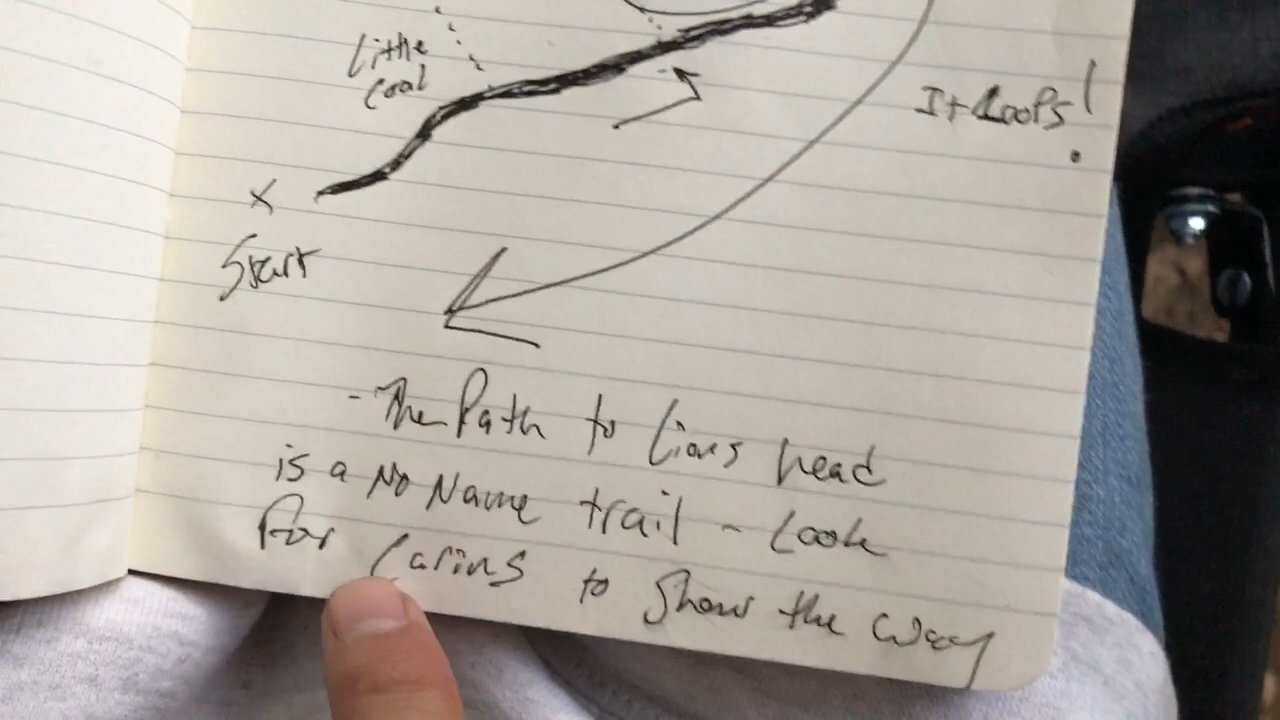 Little
Coal
It Loops!
X
Start
- The Path to Lions head
is a No Name trail - Look
For Carins to Show the way